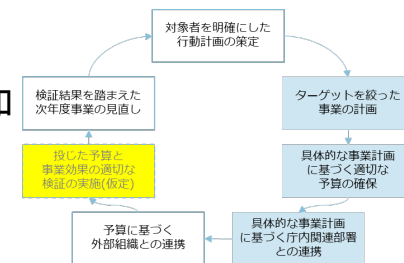 対象者を明確にした
行動計画の策定
ターゲットを絞った
事業の計画
具体的な事業計画
に基づく適切な
予算の確保
具体的な事業計画
に基づく庁内関連部署
との連携
予算に基づく
外部組織との連携
投じた予算と
事業効果の適切な
検証の実施(仮定)
検証結果を踏まえた
次年度事業の見直し